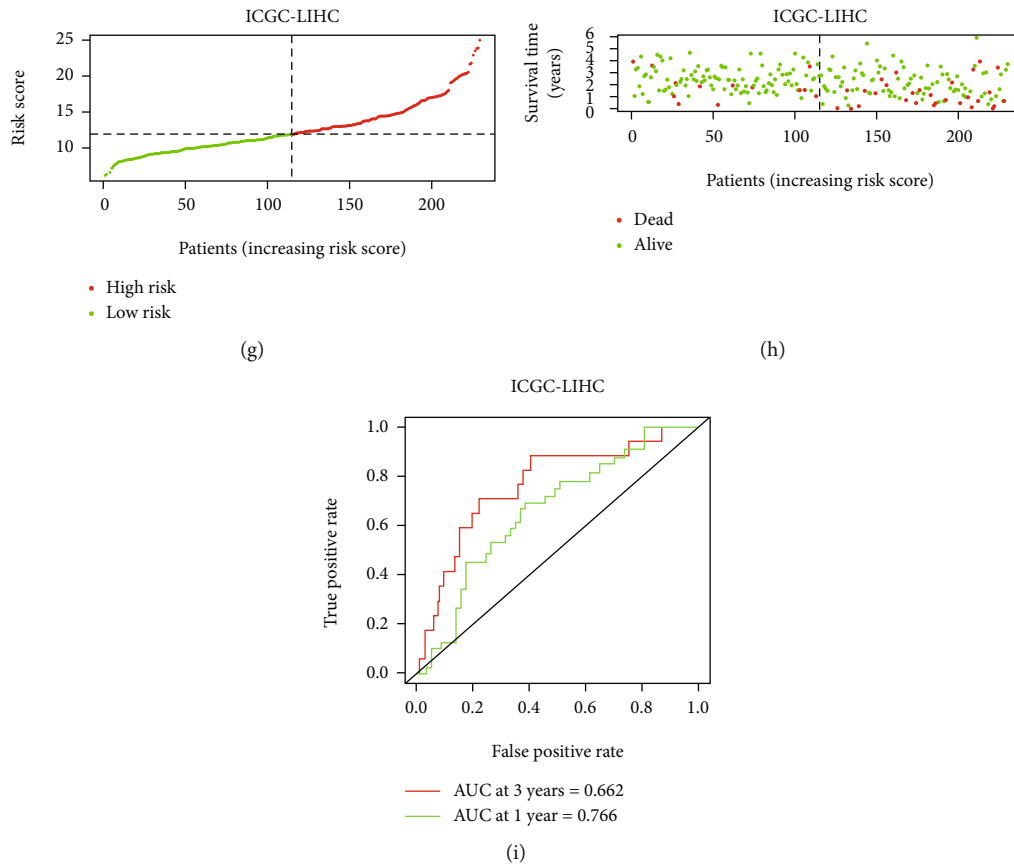 ICGC-LIHC
25
20
15
10
Risk score
0 50 100 150 200
Patients (increasing risk score)
High risk
Low risk
(g)
ICGC-LIHC
6
5
4
3
2
1
0
Survival time
(years)
0 50 100 150 200
Patients (increasing risk score)
Dead
Alive
(h)
ICGC-LIHC
1.0
0.8
0.6
0.4
0.2
0.0
True positive rate
0.0 0.2 0.4 0.6 0.8 1.0
False positive rate
AUC at 3 years = 0.662
AUC at 1 year = 0.766
(i)